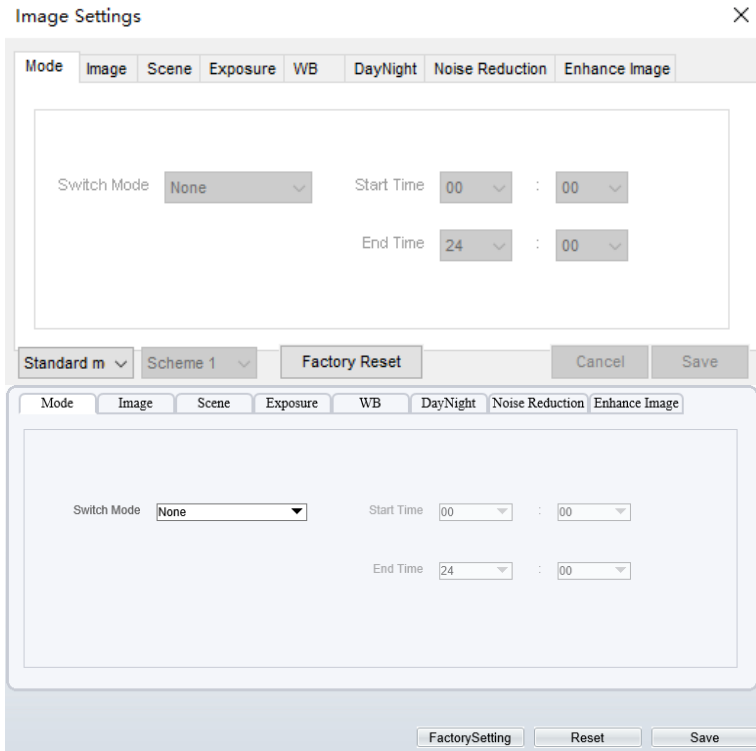 Image Settings
Mode Image Scene Exposure WB DayNight Noise Reduction Enhance Image
Switch Mode None Start Time 00 : 00
End Time 24 : 00
Standard m Scheme 1 Factory Reset Cancel Save
Mode Image Scene Exposure WB DayNight Noise Reduction Enhance Image
Switch Mode None Start Time 00 : 00
End Time 24 : 00
FactorySetting Reset Save